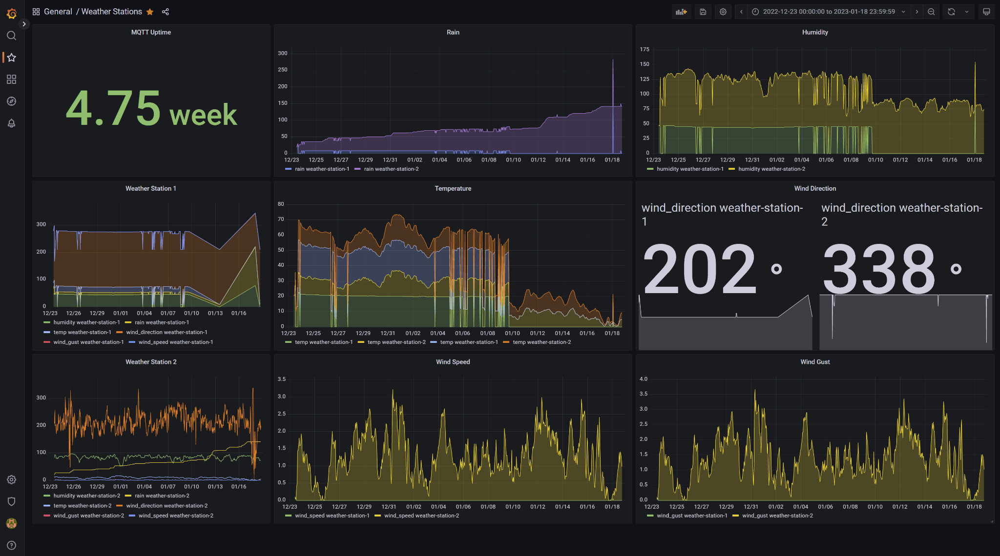 General / Weather Stations
2022-12-23 00:00:00 to 2023-01-18 23:59:59
MQTT Uptime
4.75 week
Rain
300
250
200
150
100
50
0
12/23 12/25 12/27 12/29 12/31 01/02 01/04 01/06 01/08 01/10 01/12 01/14 01/16 01/18
rain weather-station-1 rain weather-station-2
Humidity
175
150
125
100
75
50
25
0
12/23 12/25 12/27 12/29 12/31 01/02 01/04 01/06 01/08 01/10 01/12 01/14 01/16 01/18
humidity weather-station-1 humidity weather-station-2
Weather Station 1
300
200
100
0
12/23 12/26 12/29 01/01 01/04 01/07 01/10 01/13 01/16
humidity weather-station-1 rain weather-station-1
temp weather-station-1 wind_direction weather-station-1
wind_gust weather-station-1 wind_speed weather-station-1
Temperature
80
70
60
50
40
30
20
10
0
12/23 12/25 12/27 12/29 12/31 01/02 01/04 01/06 01/08 01/10 01/12 01/14 01/16 01/18
temp weather-station-1 temp weather-station-2 temp weather-station-1 temp weather-station-2
Wind Direction
wind_direction weather-station-
1
202 °
wind_direction weather-station-
2
338 °
Weather Station 2
300
200
100
0
12/23 12/26 12/29 01/01 01/04 01/07 01/10 01/13 01/16
humidity weather-station-2 rain weather-station-2
temp weather-station-2 wind_direction weather-station-2
wind_gust weather-station-2 wind_speed weather-station-2
Wind Speed
3.5
3.0
2.5
2.0
1.5
1.0
0.5
0.0
12/23 12/25 12/27 12/29 12/31 01/02 01/04 01/06 01/08 01/10 01/12 01/14 01/16 01/18
wind_speed weather-station-1 wind_speed weather-station-2
Wind Gust
4.0
3.5
3.0
2.5
2.0
1.5
1.0
0.5
0.0
12/23 12/25 12/27 12/29 12/31 01/02 01/04 01/06 01/08 01/10 01/12 01/14 01/16 01/18
wind_gust weather-station-1 wind_gust weather-station-2